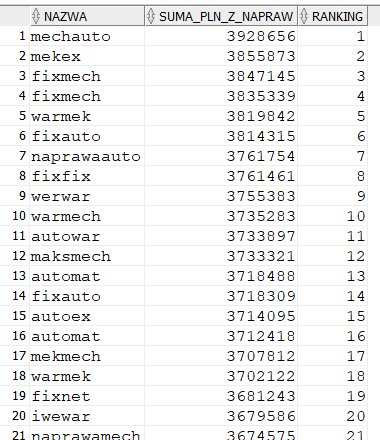 NAZWA SUMA_PLN_Z_NAPRAW RANKING
1 mechauto 3928656 1
2 mekex 3855873 2
3 fixmech 3847145 3
4 fixmech 3835339 4
5 warmek 3819842 5
6 fixauto 3814315 6
7 naprawaauto 3761754 7
8 fixfix 3761461 8
9 werwar 3755383 9
10 warmech 3735283 10
11 autowar 3733897 11
12 maksmech 3733321 12
13 automat 3718488 13
14 fixauto 3718309 14
15 autoex 3714095 15
16 automat 3712418 16
17 mekmech 3707812 17
18 warmek 3702122 18
19 fixnet 3681243 19
20 iwewar 3679586 20
21 naprawamech 3674575 21